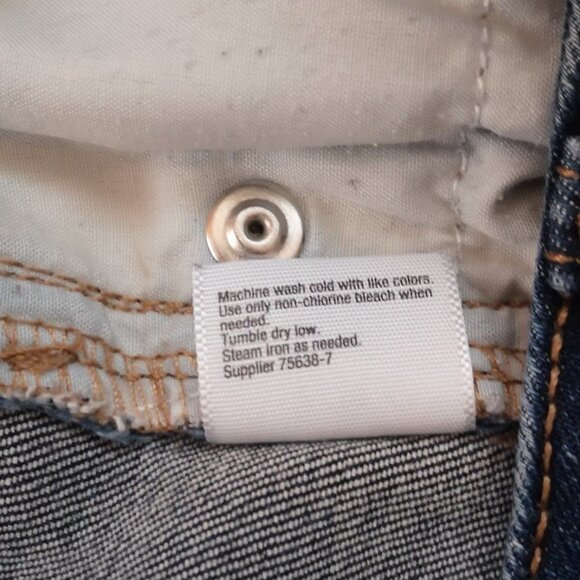 Machine wash cold with like colors.
Use only non-chlorine bleach when
needed.
Tumble dry low.
Steam iron as needed.
Supplier 75638-7